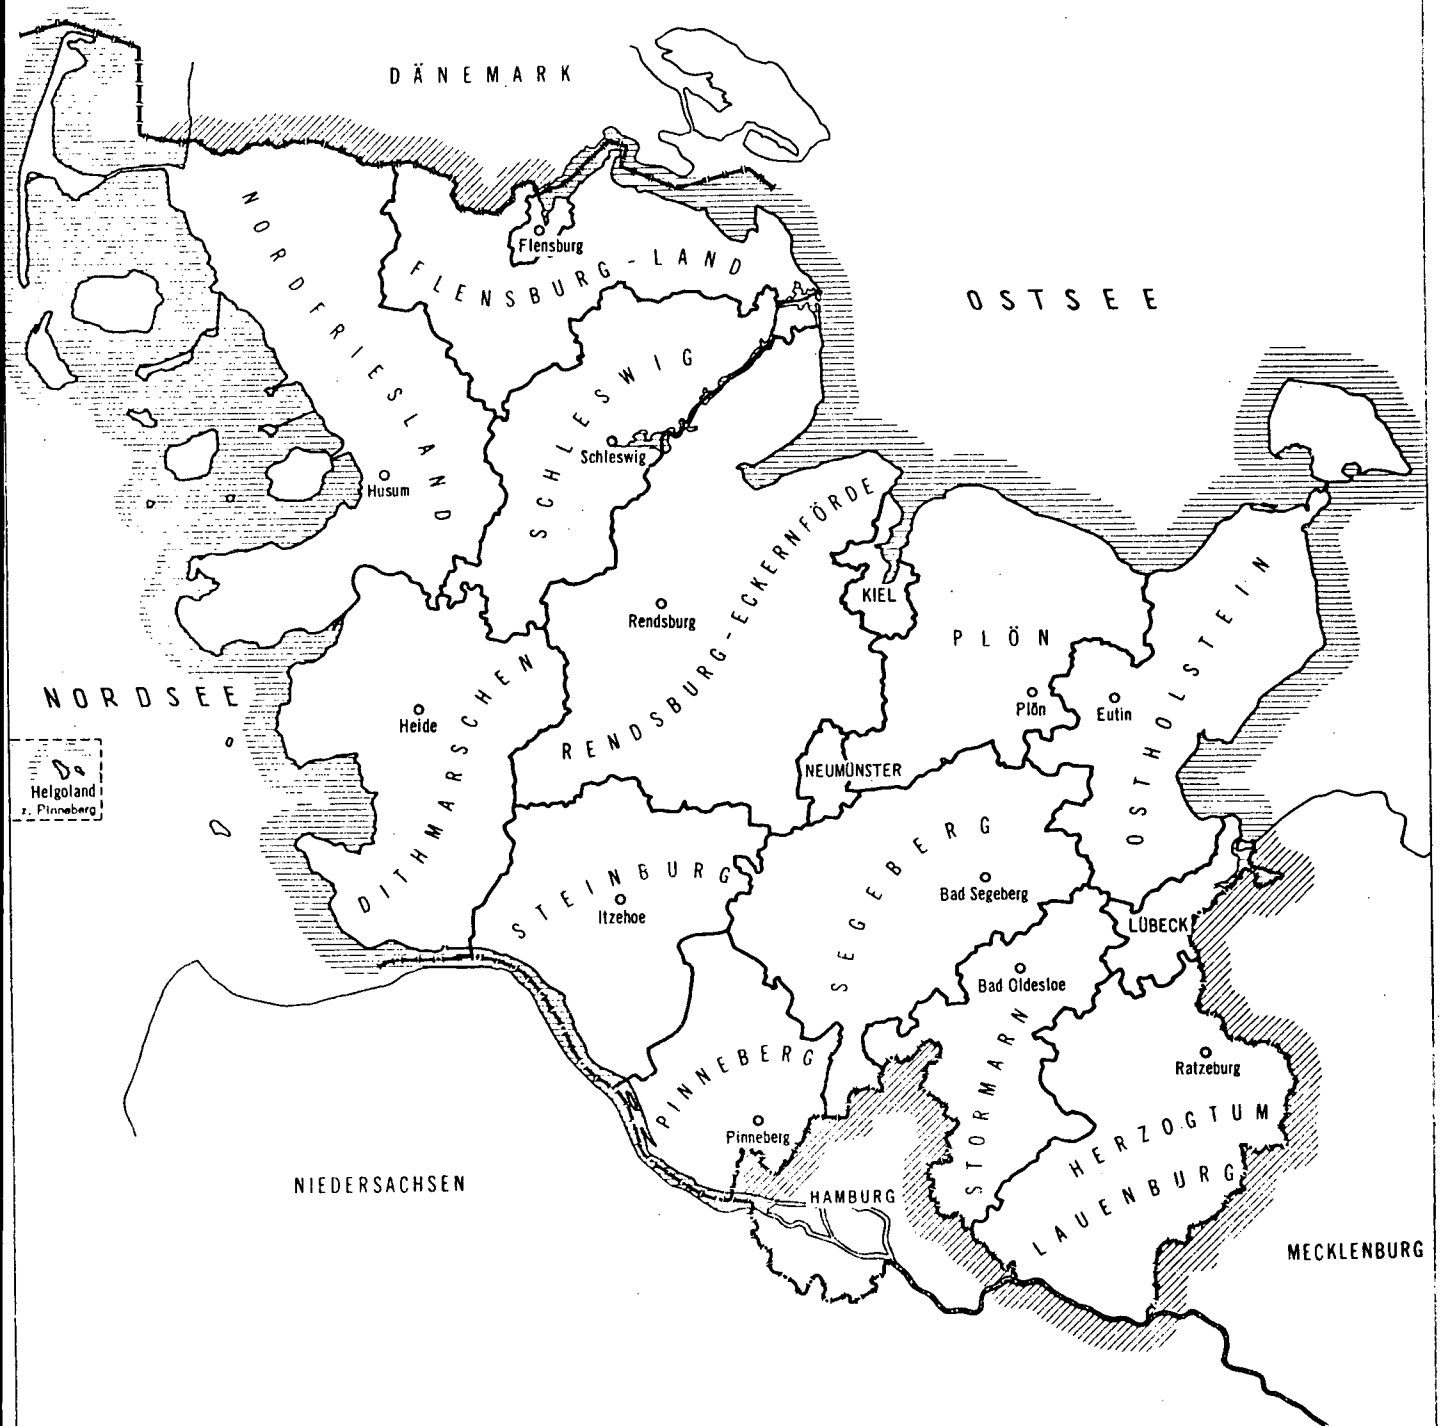 DÄNEMARK
NORDFRIESLAND
Flensburg
FLENSBURG-LAND
OSTSEE
SCHLESWIG
Schleswig
Husum
RENDSBURG-ECKERNFÖRDE
KIEL
Rendsburg
PLÖN
OSTHOLSTEIN
NORDSEE
Heide
Plön
Eutin
DITHMARSCHEN
NEUMÜNSTER
Helgoland
z. Pinneberg
STEINBURG
Itzehoe
SEGEBERG
Bad Segeberg
LÜBECK
Bad Oldesloe
STORMARN
Ratzeburg
PINNEBERG
Pinneberg
HERZOGTUM
LAUENBURG
NIEDERSACHSEN
HAMBURG
MECKLENBURG